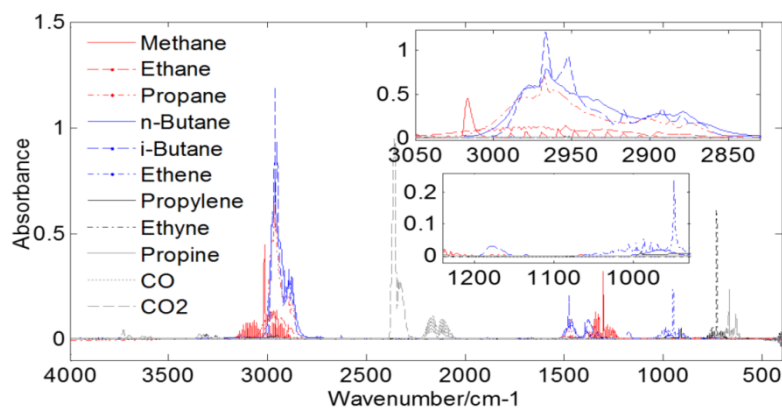 1.5
Methane
Ethane
Propane
n-Butane
i-Butane
Ethene
Propylene
Ethyne
Propine
CO
CO2
1
0.5
0
Absorbance
4000 3500 3000 2500 2000 1500 1000 500
Wavenumber/cm-1
1
0.5
0
3050 3000 2950 2900 2850
0.2
0.1
0
1200 1100 1000